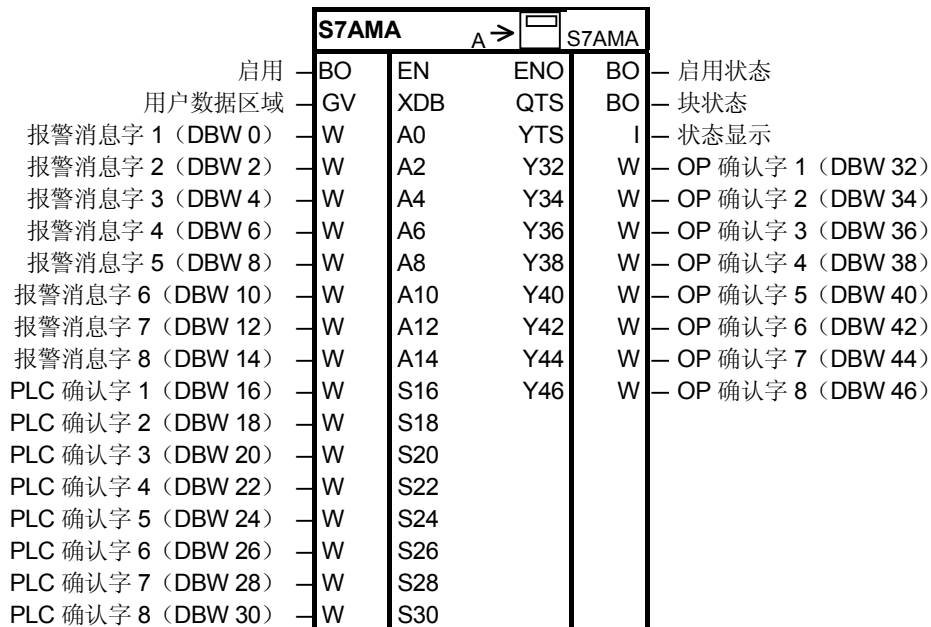 S7AMA A S7AMA
启用 BO EN ENO BO 启用状态
用户数据区域 GV XDB QTS BO 块状态
报警消息字 1（DBW 0） W A0 YTS I 状态显示
报警消息字 2（DBW 2） W A2 Y32 W OP 确认字 1（DBW 32）
报警消息字 3（DBW 4） W A4 Y34 W OP 确认字 2（DBW 34）
报警消息字 4（DBW 6） W A6 Y36 W OP 确认字 3（DBW 36）
报警消息字 5（DBW 8） W A8 Y38 W OP 确认字 4（DBW 38）
报警消息字 6（DBW 10） W A10 Y40 W OP 确认字 5（DBW 40）
报警消息字 7（DBW 12） W A12 Y42 W OP 确认字 6（DBW 42）
报警消息字 8（DBW 14） W A14 Y44 W OP 确认字 7（DBW 44）
PLC 确认字 1（DBW 16） W S16 Y46 W OP 确认字 8（DBW 46）
PLC 确认字 2（DBW 18） W S18
PLC 确认字 3（DBW 20） W S20
PLC 确认字 4（DBW 22） W S22
PLC 确认字 5（DBW 24） W S24
PLC 确认字 6（DBW 26） W S26
PLC 确认字 7（DBW 28） W S28
PLC 确认字 8（DBW 30） W S30